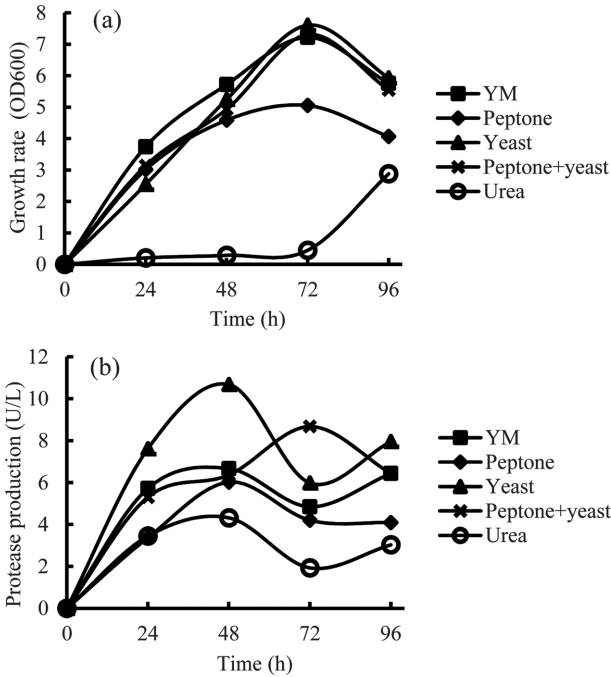 (a)
Growth rate (OD600)
8
7
6
5
4
3
2
1
0
0 24 48 72 96
Time (h)
YM
Peptone
Yeast
Peptone+yeast
Urea
(b)
Protease production (U/L)
12
10
8
6
4
2
0
0 24 48 72 96
Time (h)
YM
Peptone
Yeast
Peptone+yeast
Urea